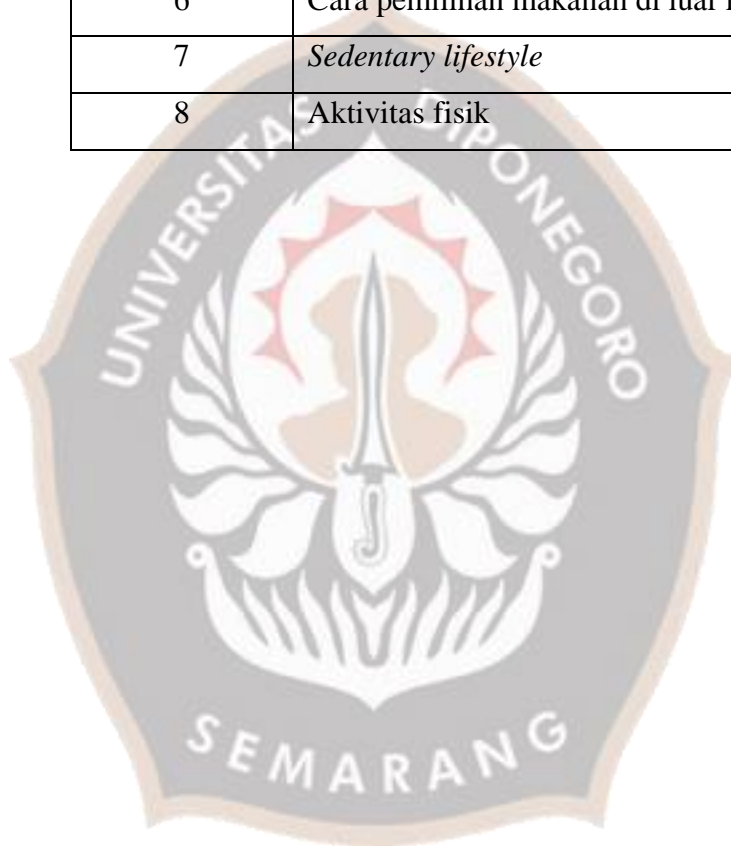 6 Cara pemilihan makanan di luar
7 Sedentary lifestyle
8 Aktivitas fisik
UNIVERSITAS DIPONEGORO
SEMARANG